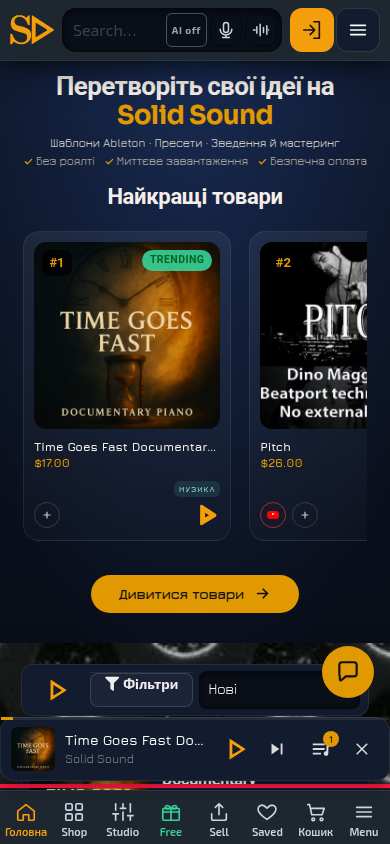 SD
Search...
AI off
Перетворіть свої ідеї на
Solid Sound
Шаблони Ableton · Пресети · Зведення й мастеринг
✓ Без роялті ✓ Миттєве завантаження ✓ Безпечна оплата
Найкращі товари
#1
TRENDING
TIME GOES
FAST
DOCUMENTARY PIANO
Time Goes Fast Documentar...
$17.00
МУЗИКА
#2
Dino Magg
Beatport techn
No external
Pitch
$26.00
Дивитися товари →
Фільтри
Нові
Time Goes Fast Do...
Solid Sound
1
Documentary
Головна
Shop
Studio
Free
Sell
Saved
Кошик
Menu